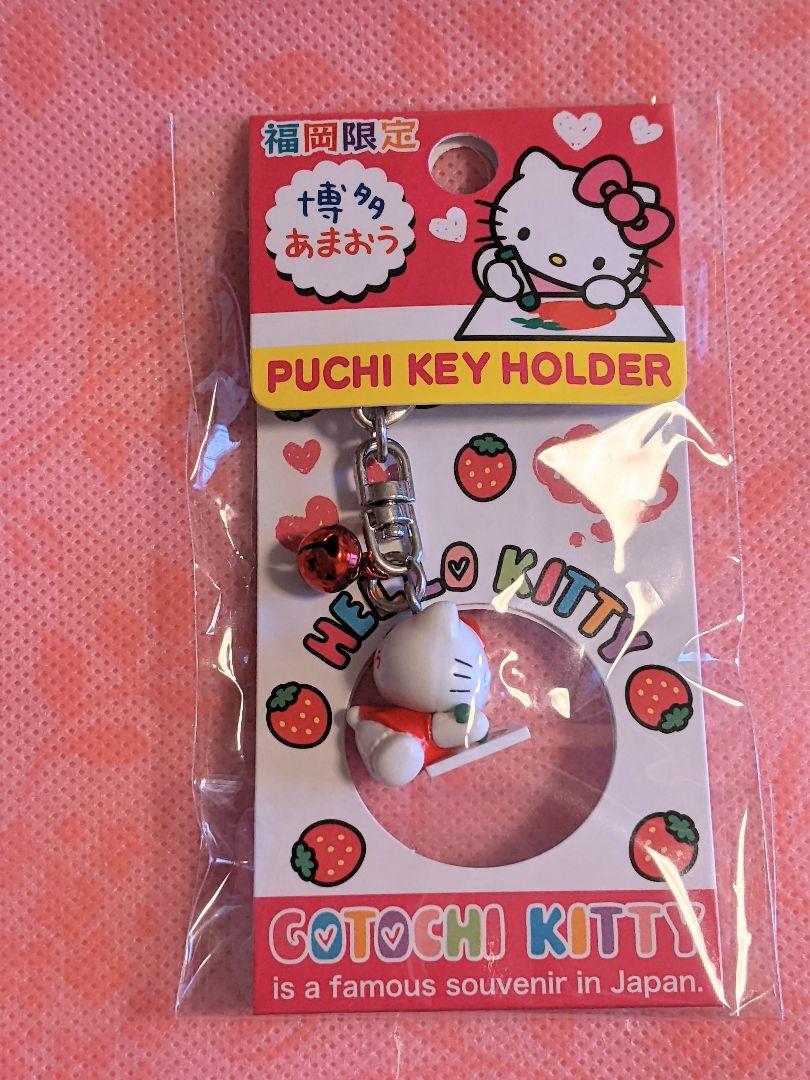 福岡限定
博多
あまおう
PUCHI KEY HOLDER
HELLO KITTY
GOTOCHI KITTY
is a famous souvenir in Japan.